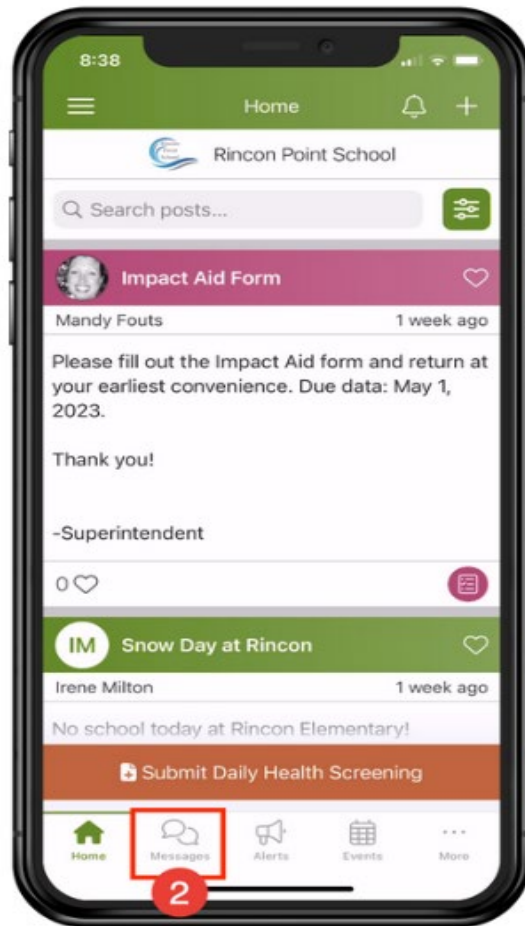 8:38
Home
Rincon Point School
Search posts...
Impact Aid Form
Mandy Fouts
1 week ago
Please fill out the Impact Aid form and return at
your earliest convenience. Due data: May 1,
2023.
Thank you!
-Superintendent
0
IM
Snow Day at Rincon
Irene Milton
1 week ago
No school today at Rincon Elementary!
Submit Daily Health Screening
Home
Messages
Alerts
Events
More
2